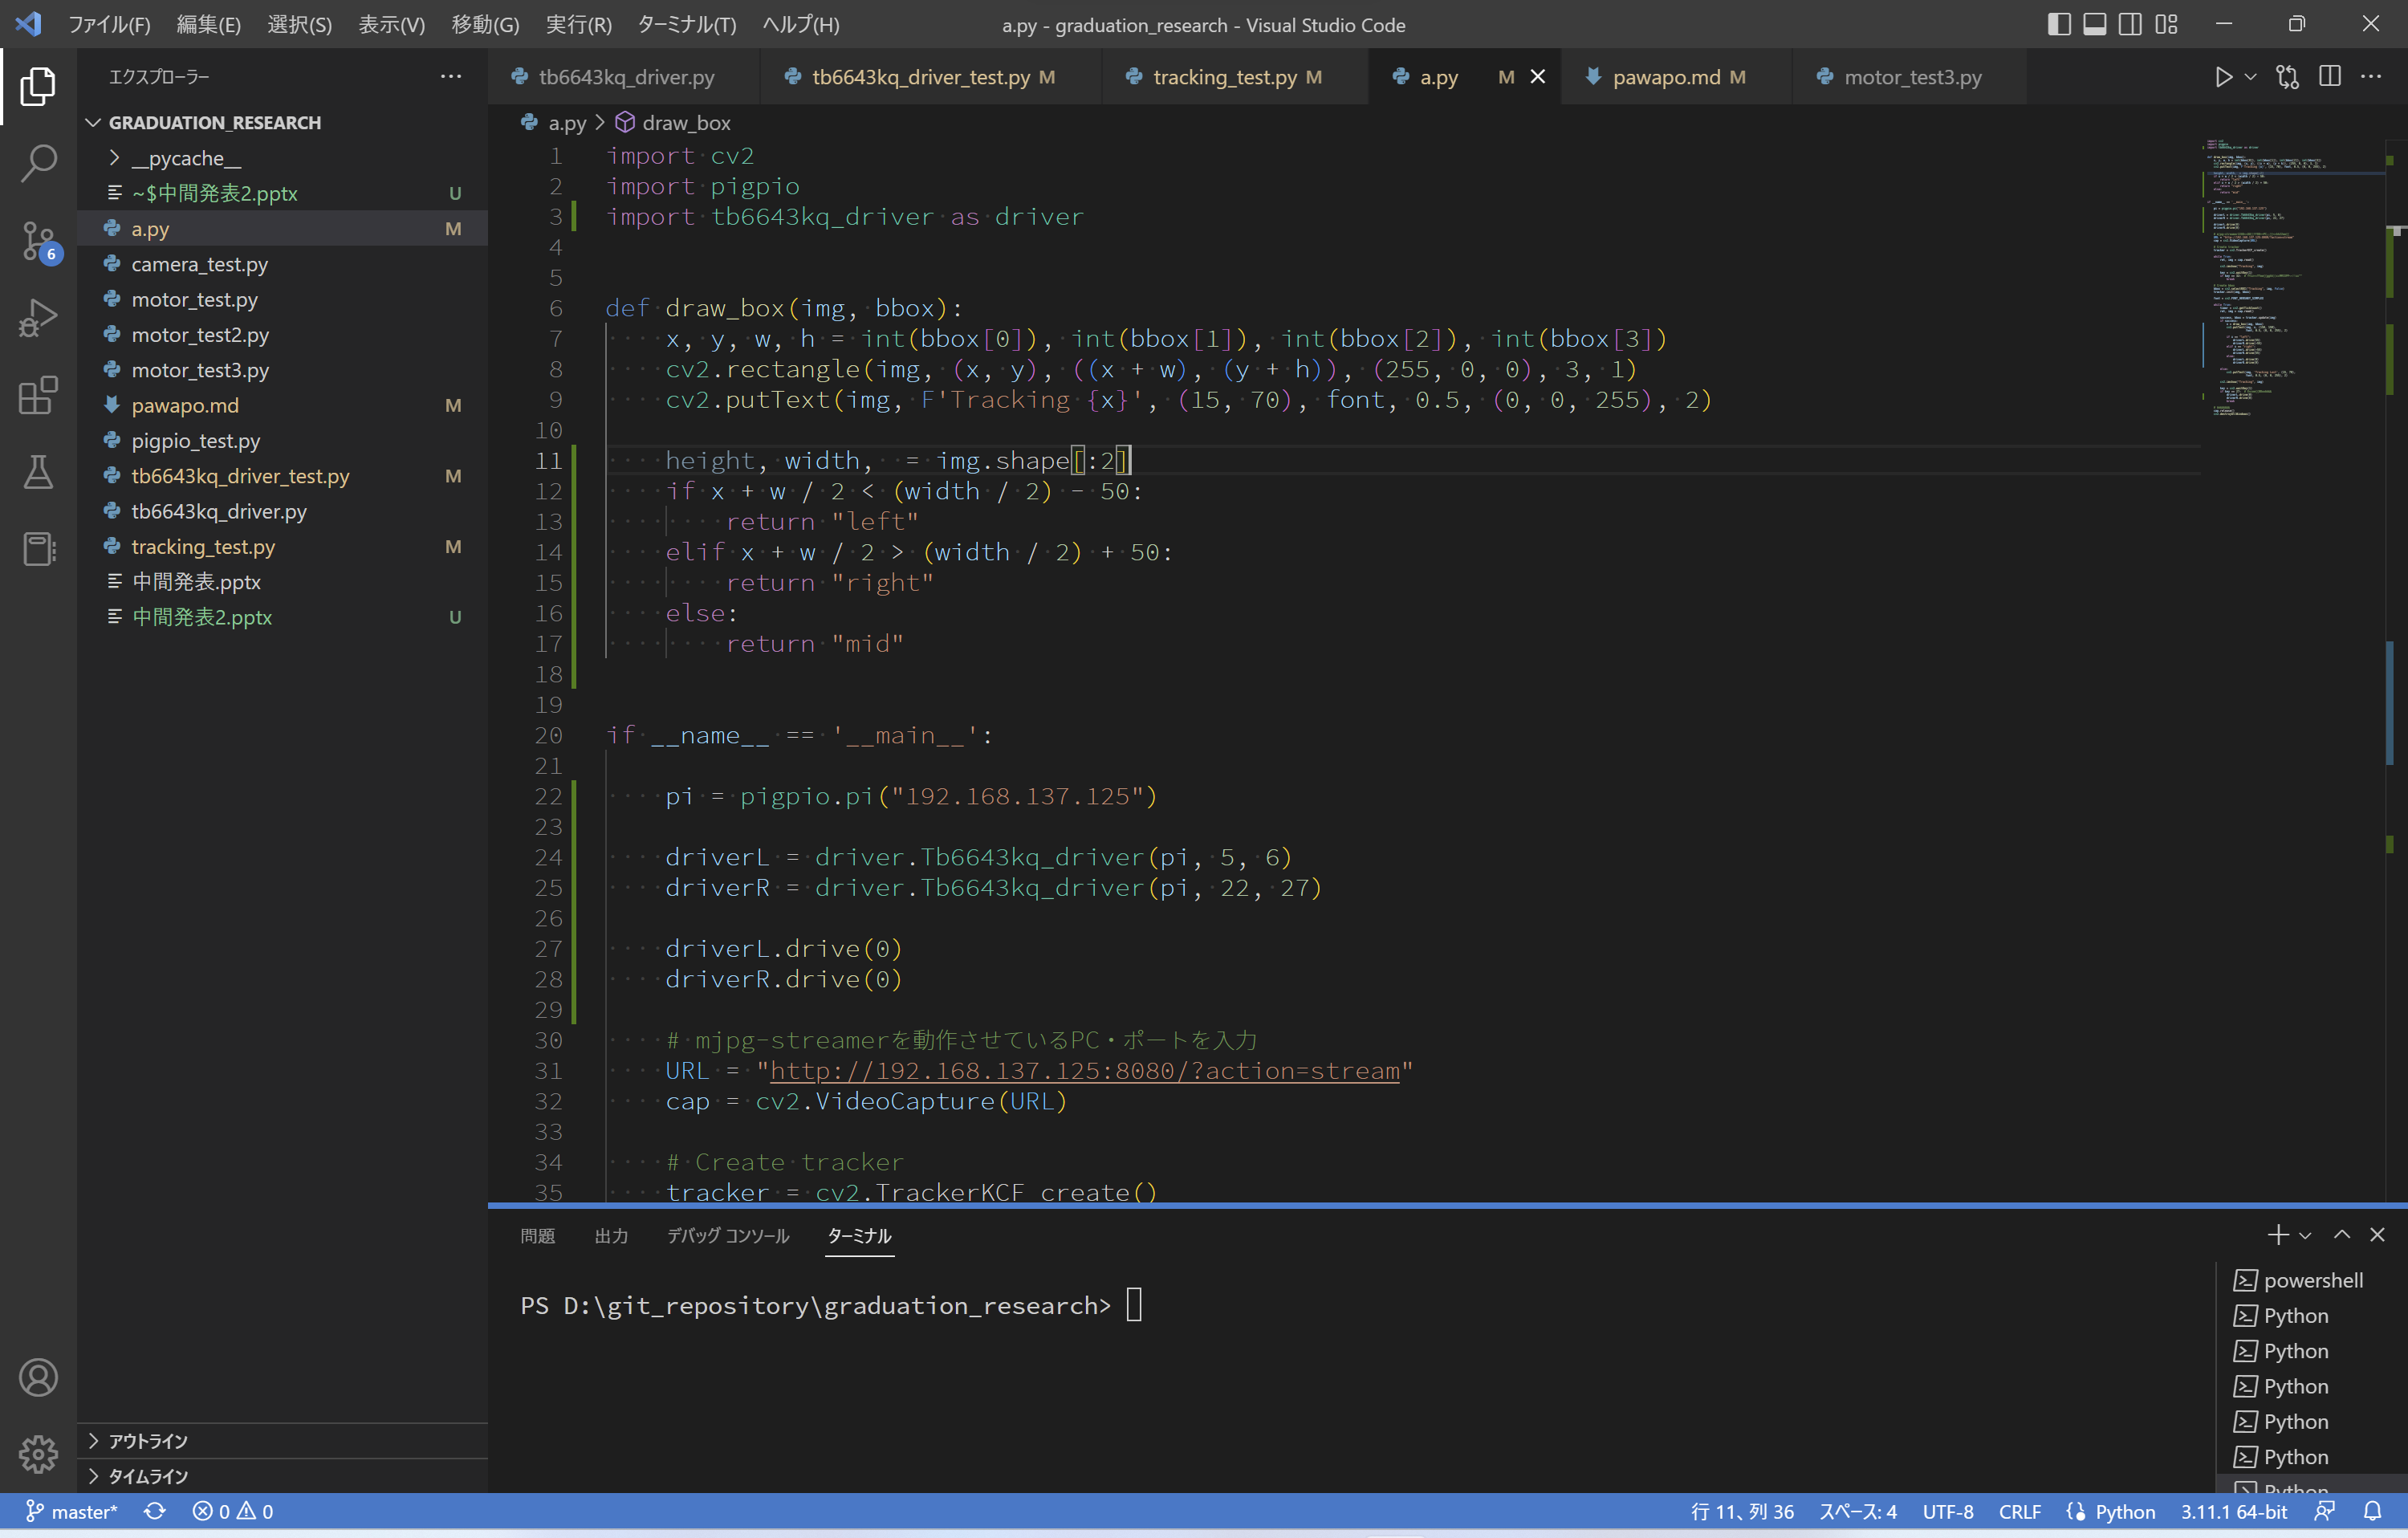 ファイル(F) 編集(E) 選択(S) 表示(V) 移動(G) 実行(R) ターミナル(T) ヘルプ(H) a.py - graduation_research - Visual Studio Code
エクスプローラー
tb6643kq_driver.py
tb6643kq_driver_test.py M
tracking_test.py M
a.py M
pawapo.md M
motor_test3.py
GRADUATION_RESEARCH
__pycache__
~$中間発表2.pptx U
a.py M
camera_test.py
motor_test.py
motor_test2.py
motor_test3.py
pawapo.md M
pigpio_test.py
tb6643kq_driver_test.py M
tb6643kq_driver.py
tracking_test.py M
中間発表.pptx
中間発表2.pptx U
6
アウトライン
タイムライン
a.py > draw_box
1 import cv2
2 import pigpio
3 import tb6643kq_driver as driver
4
5
6 def draw_box(img, bbox):
7     x, y, w, h = int(bbox[0]), int(bbox[1]), int(bbox[2]), int(bbox[3])
8     cv2.rectangle(img, (x, y), ((x + w), (y + h)), (255, 0, 0), 3, 1)
9     cv2.putText(img, F'Tracking {x}', (15, 70), font, 0.5, (0, 0, 255), 2)
10
11     height, width,  = img.shape[:2]
12     if x + w / 2 < (width / 2) - 50:
13         return "left"
14     elif x + w / 2 > (width / 2) + 50:
15         return "right"
16     else:
17         return "mid"
18
19
20 if __name__ == '__main__':
21
22     pi = pigpio.pi("192.168.137.125")
23
24     driverL = driver.Tb6643kq_driver(pi, 5, 6)
25     driverR = driver.Tb6643kq_driver(pi, 22, 27)
26
27     driverL.drive(0)
28     driverR.drive(0)
29
30     # mjpg-streamerを動作させているPC・ポートを入力
31     URL = "http://192.168.137.125:8080/?action=stream"
32     cap = cv2.VideoCapture(URL)
33
34     # Create tracker
35     tracker = cv2.TrackerKCF_create()
問題 出力 デバッグ コンソール ターミナル
PS D:\git_repository\graduation_research>
powershell
Python
Python
Python
Python
Python
Python
master* 0 0 行 11、列 36 スペース: 4 UTF-8 CRLF Python 3.11.1 64-bit